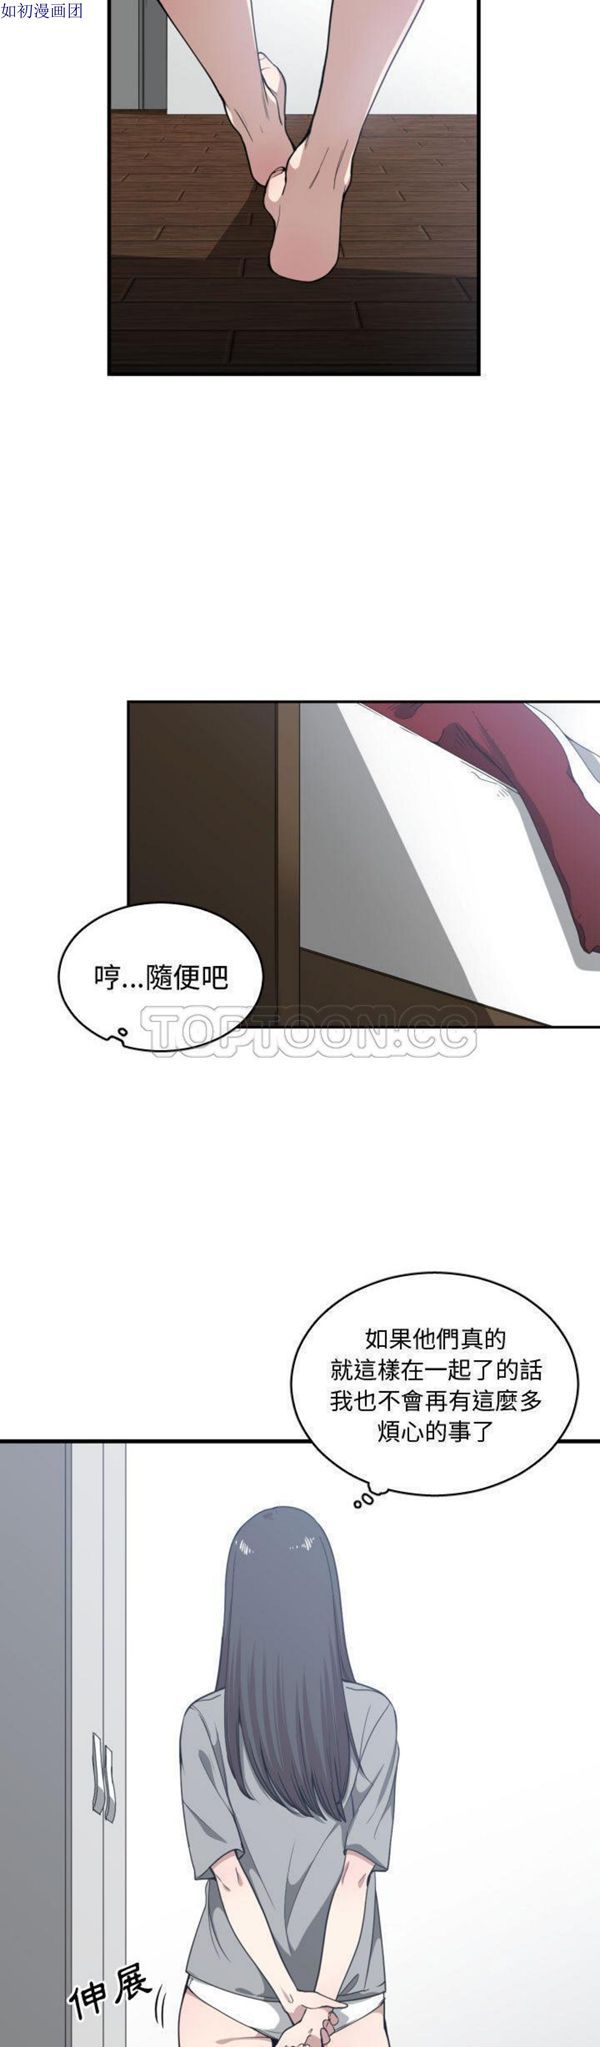 如初漫画团
哼...隨便吧
TOPTOON.CC
如果他們真的
就這樣在一起了的話
我也不會再有這麼多
煩心的事了
伸展